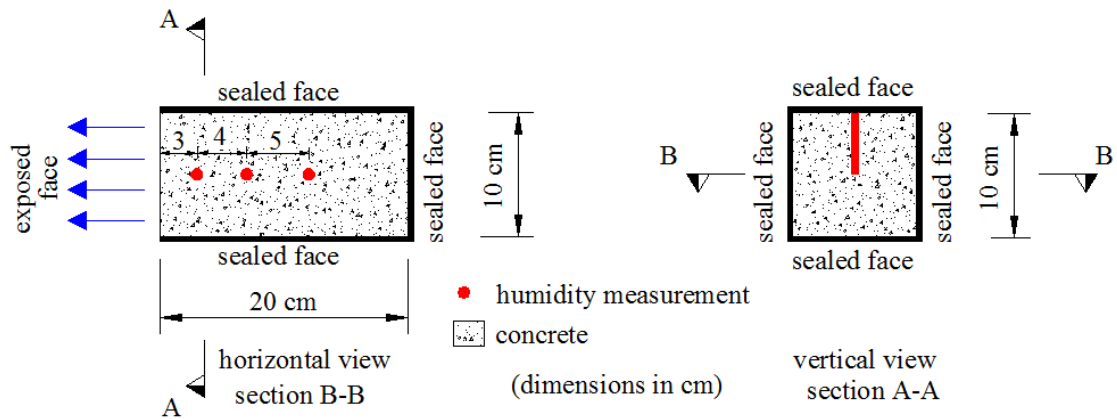 A
sealed face
3 4 5
exposed
face
sealed face
10 cm
sealed face
20 cm
A
horizontal view
section B-B
humidity measurement
concrete
(dimensions in cm)
sealed face
B
sealed face
sealed face
10 cm
B
sealed face
vertical view
section A-A